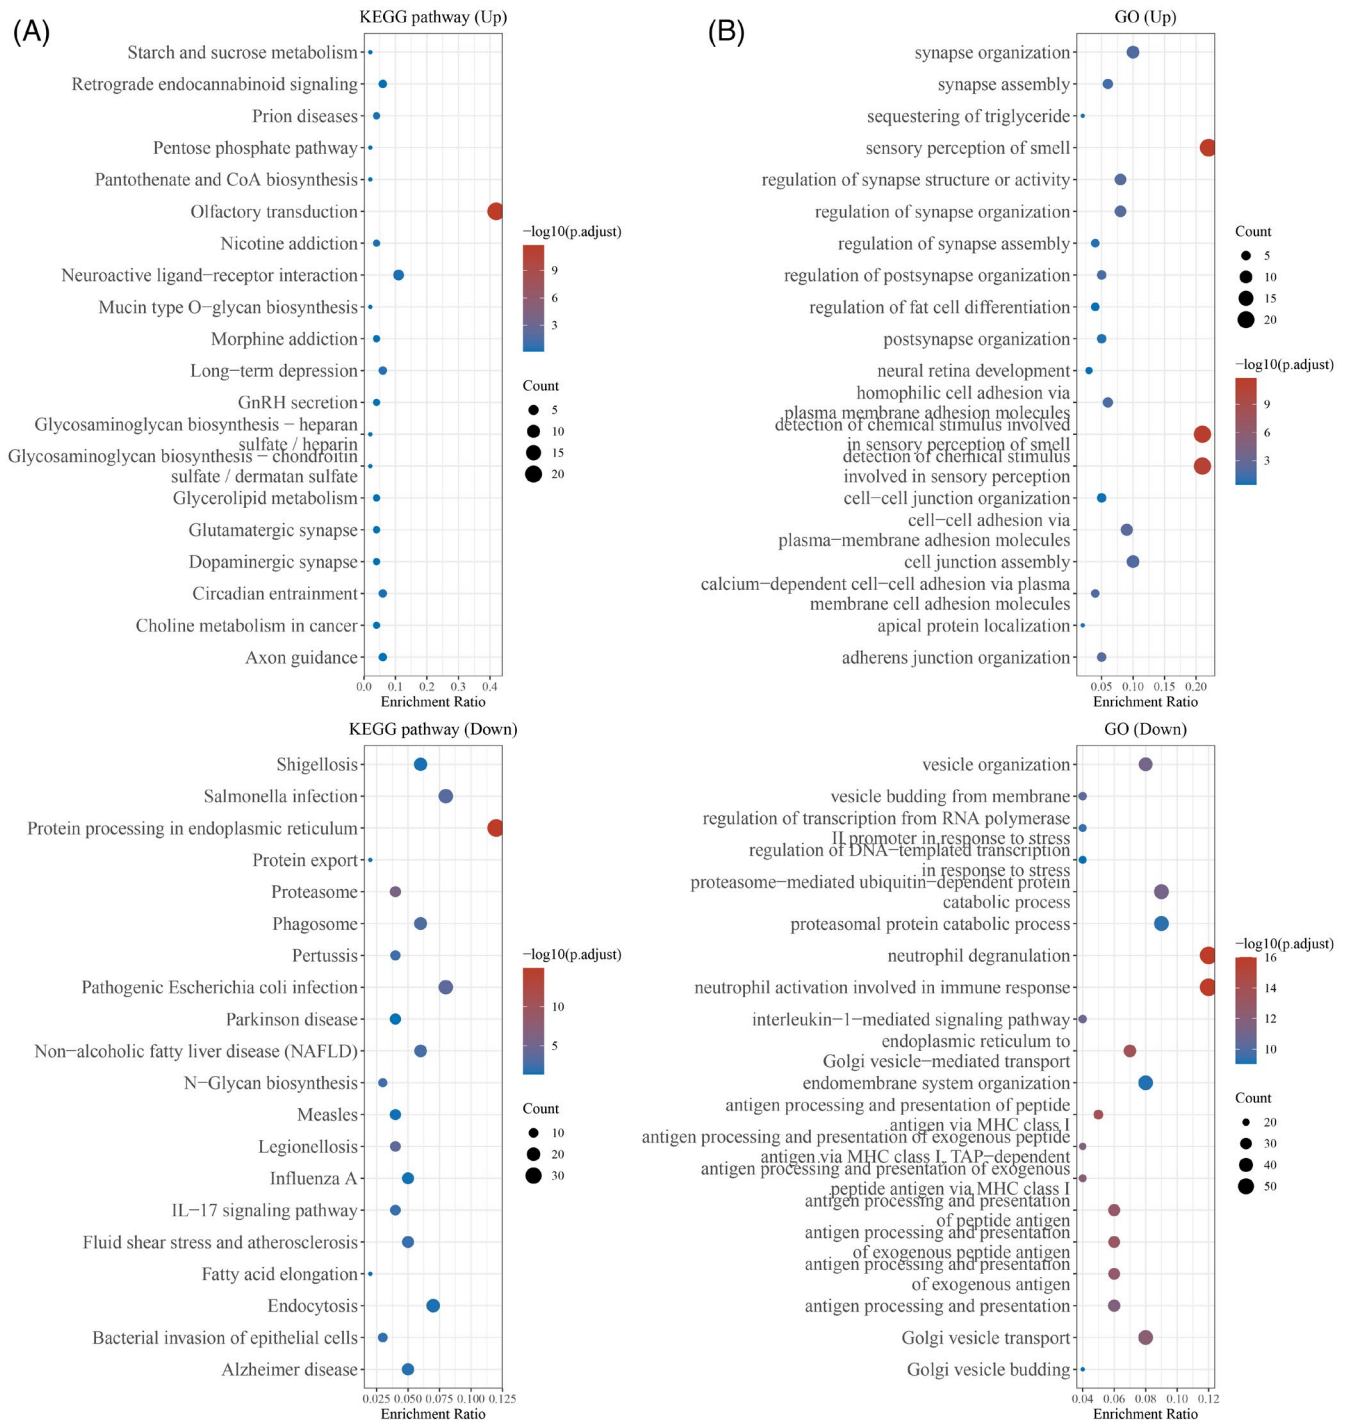 (A)
KEGG pathway (Up)
Starch and sucrose metabolism
Retrograde endocannabinoid signaling
Prion diseases
Pentose phosphate pathway
Pantothenate and CoA biosynthesis
Olfactory transduction
Nicotine addiction
Neuroactive ligand−receptor interaction
Mucin type O−glycan biosynthesis
Morphine addiction
Long−term depression
GnRH secretion
Glycosaminoglycan biosynthesis − heparan
sulfate / heparin
Glycosaminoglycan biosynthesis − chondroitin
sulfate / dermatan sulfate
Glycerolipid metabolism
Glutamatergic synapse
Dopaminergic synapse
Circadian entrainment
Choline metabolism in cancer
Axon guidance
0.0 0.1 0.2 0.3 0.4
Enrichment Ratio
−log10(p.adjust)
9
6
3
Count
5
10
15
20
(B)
GO (Up)
synapse organization
synapse assembly
sequestering of triglyceride
sensory perception of smell
regulation of synapse structure or activity
regulation of synapse organization
regulation of synapse assembly
regulation of postsynapse organization
regulation of fat cell differentiation
postsynapse organization
neural retina development
homophilic cell adhesion via
plasma membrane adhesion molecules
detection of chemical stimulus involved
in sensory perception of smell
detection of chemical stimulus
involved in sensory perception
cell−cell junction organization
cell−cell adhesion via
plasma−membrane adhesion molecules
cell junction assembly
calcium−dependent cell−cell adhesion via plasma
membrane cell adhesion molecules
apical protein localization
adherens junction organization
0.05 0.10 0.15 0.20
Enrichment Ratio
Count
5
10
15
20
−log10(p.adjust)
9
6
3
KEGG pathway (Down)
Shigellosis
Salmonella infection
Protein processing in endoplasmic reticulum
Protein export
Proteasome
Phagosome
Pertussis
Pathogenic Escherichia coli infection
Parkinson disease
Non−alcoholic fatty liver disease (NAFLD)
N−Glycan biosynthesis
Measles
Legionellosis
Influenza A
IL−17 signaling pathway
Fluid shear stress and atherosclerosis
Fatty acid elongation
Endocytosis
Bacterial invasion of epithelial cells
Alzheimer disease
0.025 0.050 0.075 0.100 0.125
Enrichment Ratio
−log10(p.adjust)
10
5
Count
10
20
30
GO (Down)
vesicle organization
vesicle budding from membrane
regulation of transcription from RNA polymerase
II promoter in response to stress
regulation of DNA−templated transcription
in response to stress
proteasome−mediated ubiquitin−dependent protein
catabolic process
proteasomal protein catabolic process
neutrophil degranulation
neutrophil activation involved in immune response
interleukin−1−mediated signaling pathway
endoplasmic reticulum to
Golgi vesicle−mediated transport
endomembrane system organization
antigen processing and presentation of peptide
antigen via MHC class I
antigen processing and presentation of exogenous peptide
antigen via MHC class I, TAP−dependent
antigen processing and presentation of exogenous
peptide antigen via MHC class I
antigen processing and presentation
of peptide antigen
antigen processing and presentation
of exogenous peptide antigen
antigen processing and presentation
of exogenous antigen
antigen processing and presentation
Golgi vesicle transport
Golgi vesicle budding
0.04 0.06 0.08 0.10 0.12
Enrichment Ratio
−log10(p.adjust)
16
14
12
10
Count
20
30
40
50